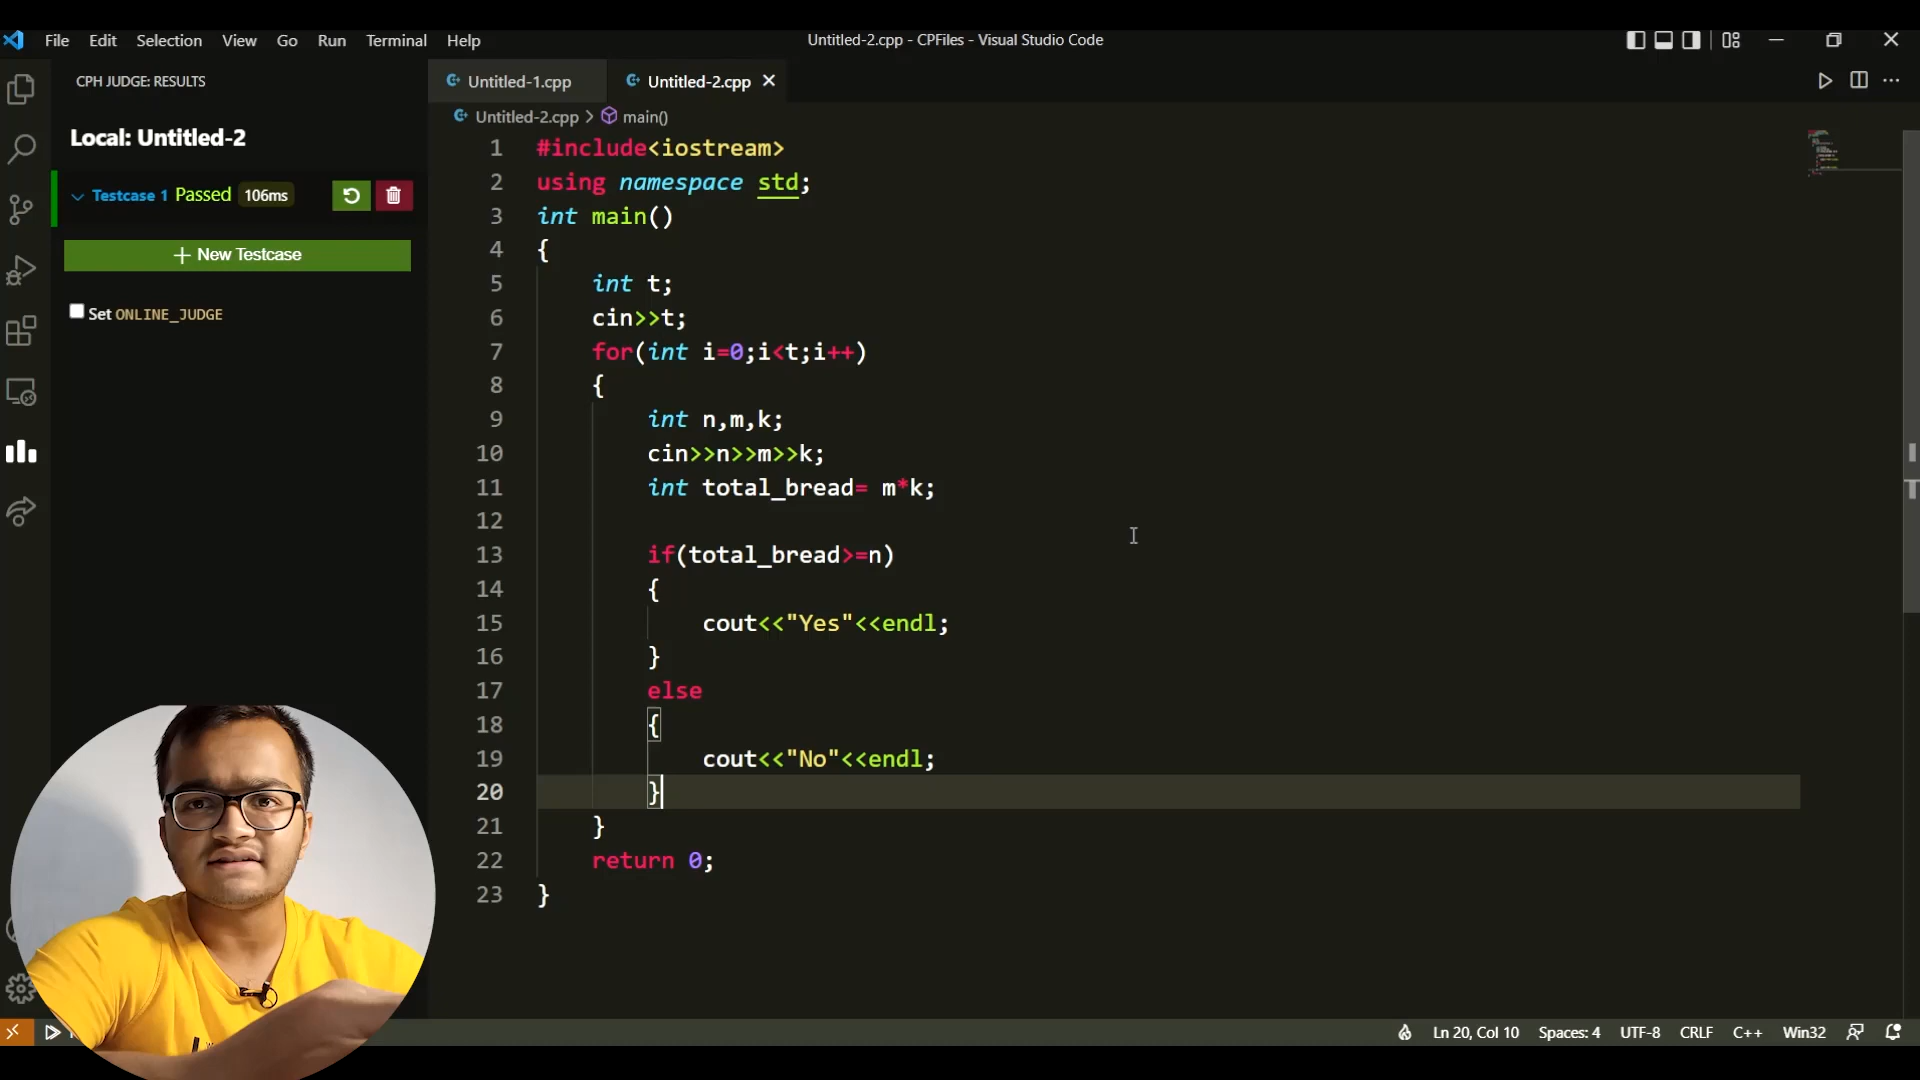 File Edit Selection View Go Run Terminal Help
Untitled-2.cpp - CPFiles - Visual Studio Code
CPH JUDGE: RESULTS
Local: Untitled-2
Testcase 1 Passed 106ms
+ New Testcase
Set ONLINE_JUDGE
Untitled-1.cpp
Untitled-2.cpp
Untitled-2.cpp > main()
1 #include<iostream>
2 using namespace std;
3 int main()
4 {
5 int t;
6 cin>>t;
7 for(int i=0;i<t;i++)
8 {
9 int n,m,k;
10 cin>>n>>m>>k;
11 int total_bread= m*k;
12
13 if(total_bread>=n)
14 {
15 cout<<"Yes"<<endl;
16 }
17 else
18 {
19 cout<<"No"<<endl;
20 }
21 }
22 return 0;
23 }
Ln 20, Col 10 Spaces: 4 UTF-8 CRLF C++ Win32